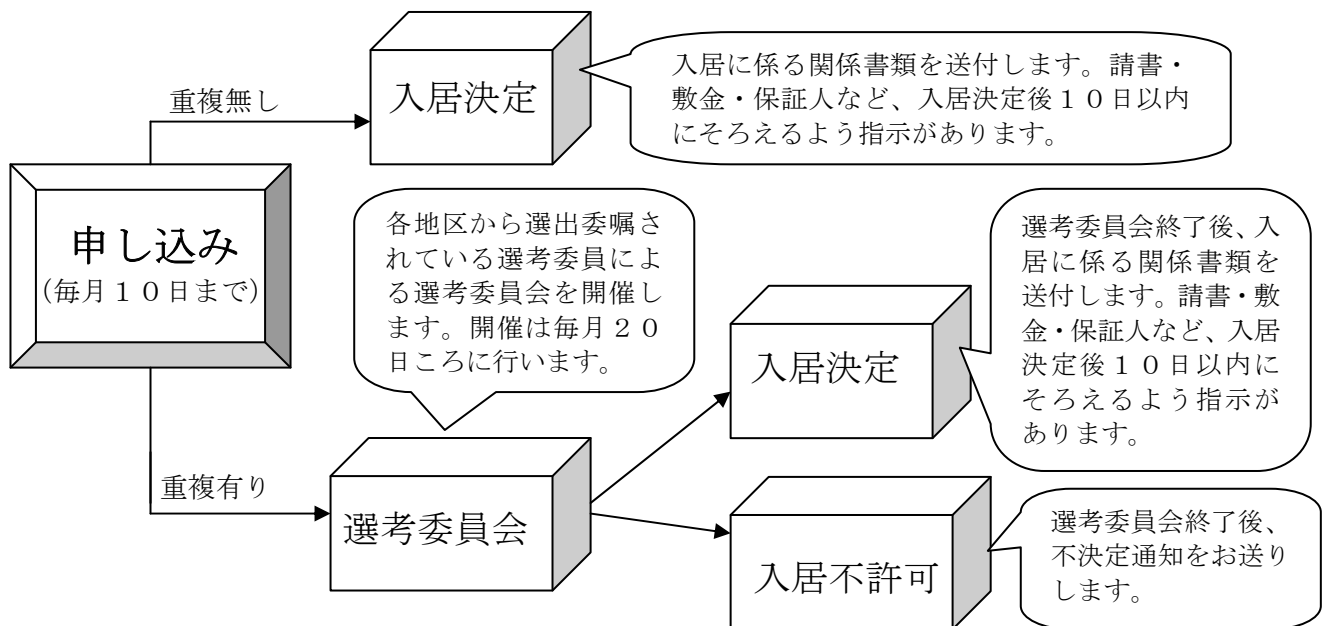 入居決定
入居に係る関係書類を送付します。請書・
敷金・保証人など、入居決定後１０日以内
にそろえるよう指示があります。
重複無し
申し込み
(毎月１０日まで)
各地区から選出委嘱さ
れている選考委員によ
る選考委員会を開催し
ます。開催は毎月２０
日ころに行います。
選考委員会終了後、入
居に係る関係書類を
送付します。請書・敷
金・保証人など、入居
決定後１０日以内に
そろえるよう指示が
あります。
入居決定
重複有り
選考委員会
入居不許可
選考委員会終了後、
不決定通知をお送り
します。